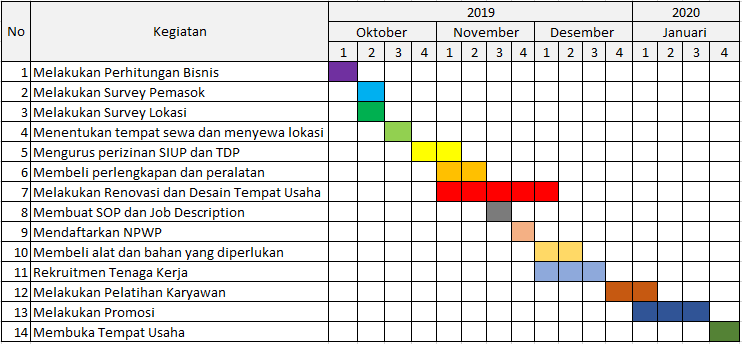 No Kegiatan 2019 2020
Oktober November Desember Januari
1 2 3 4 1 2 3 4 1 2 3 4 1 2 3 4
1 Melakukan Perhitungan Bisnis
2 Melakukan Survey Pemasok
3 Melakukan Survey Lokasi
4 Menentukan tempat sewa dan menyewa lokasi
5 Mengurus perizinan SIUP dan TDP
6 Membeli perlengkapan dan peralatan
7 Melakukan Renovasi dan Desain Tempat Usaha
8 Membuat SOP dan Job Description
9 Mendaftarkan NPWP
10 Membeli alat dan bahan yang diperlukan
11 Rekruitmen Tenaga Kerja
12 Melakukan Pelatihan Karyawan
13 Melakukan Promosi
14 Membuka Tempat Usaha